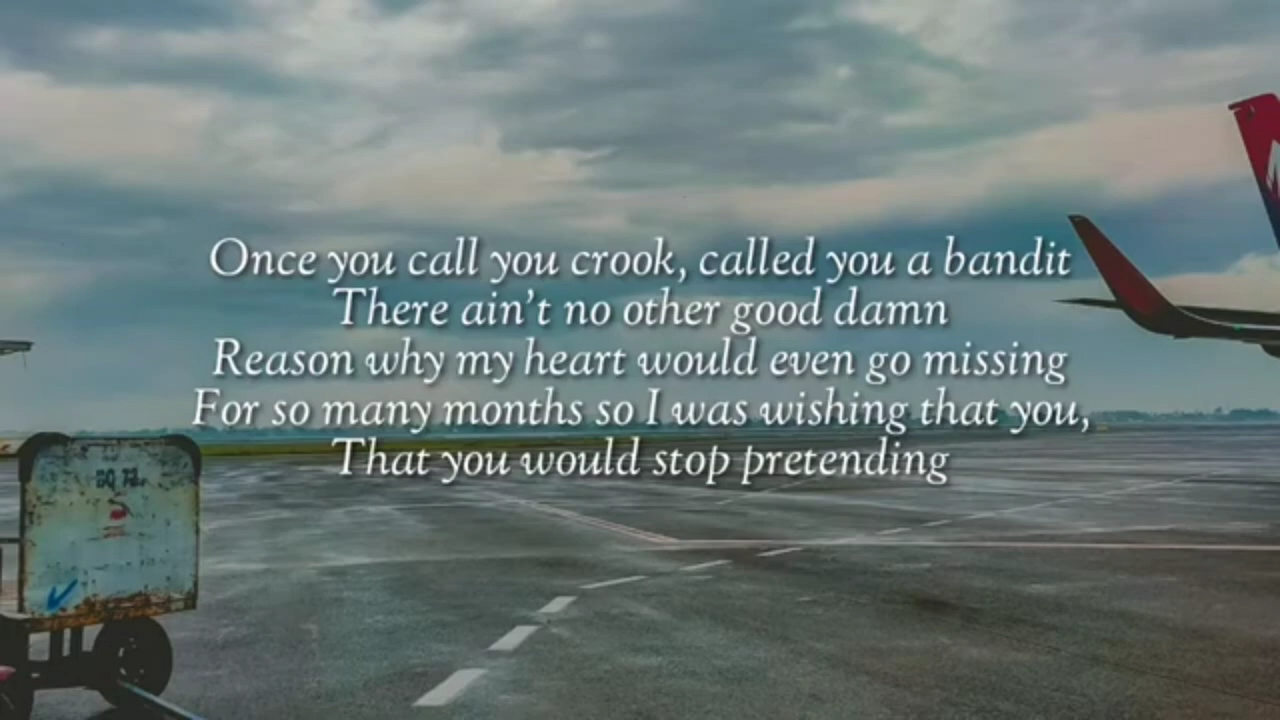 Once you call you crook, called you a bandit
There ain't no other good damn
Reason why my heart would even go missing
For so many months so I was wishing that you,
That you would stop pretending